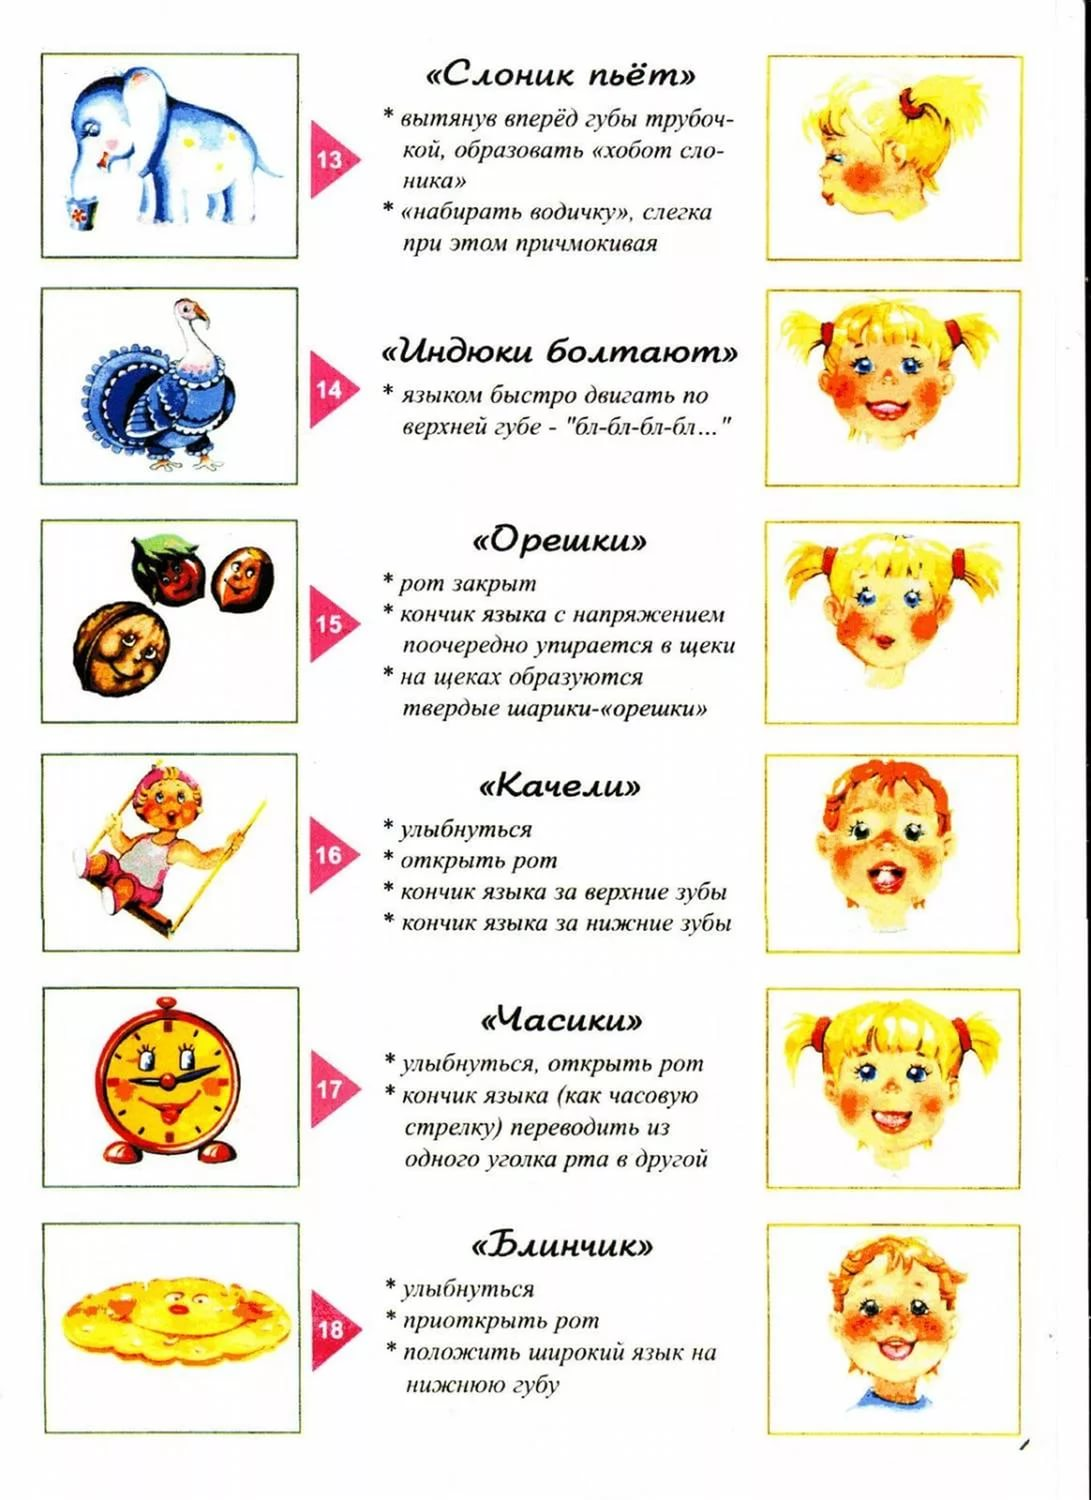 «Слоник пьёт»
* вытянув вперёд губы трубоч-
кой, образовать «хобот сло-
ника»
* «набирать водичку», слегка
при этом причмокивая
13
«Индюки болтают»
* языком быстро двигать по
верхней губе - "бл-бл-бл-бл..."
14
«Орешки»
* рот закрыт
* кончик языка с напряжением
поочередно упирается в щеки
* на щеках образуются
твердые шарики-«орешки»
15
«Качели»
* улыбнуться
* открыть рот
* кончик языка за верхние зубы
* кончик языка за нижние зубы
16
«Часики»
* улыбнуться, открыть рот
* кончик языка (как часовую
стрелку) переводить из
одного уголка рта в другой
17
«Блинчик»
* улыбнуться
* приоткрыть рот
* положить широкий язык на
нижнюю губу
18